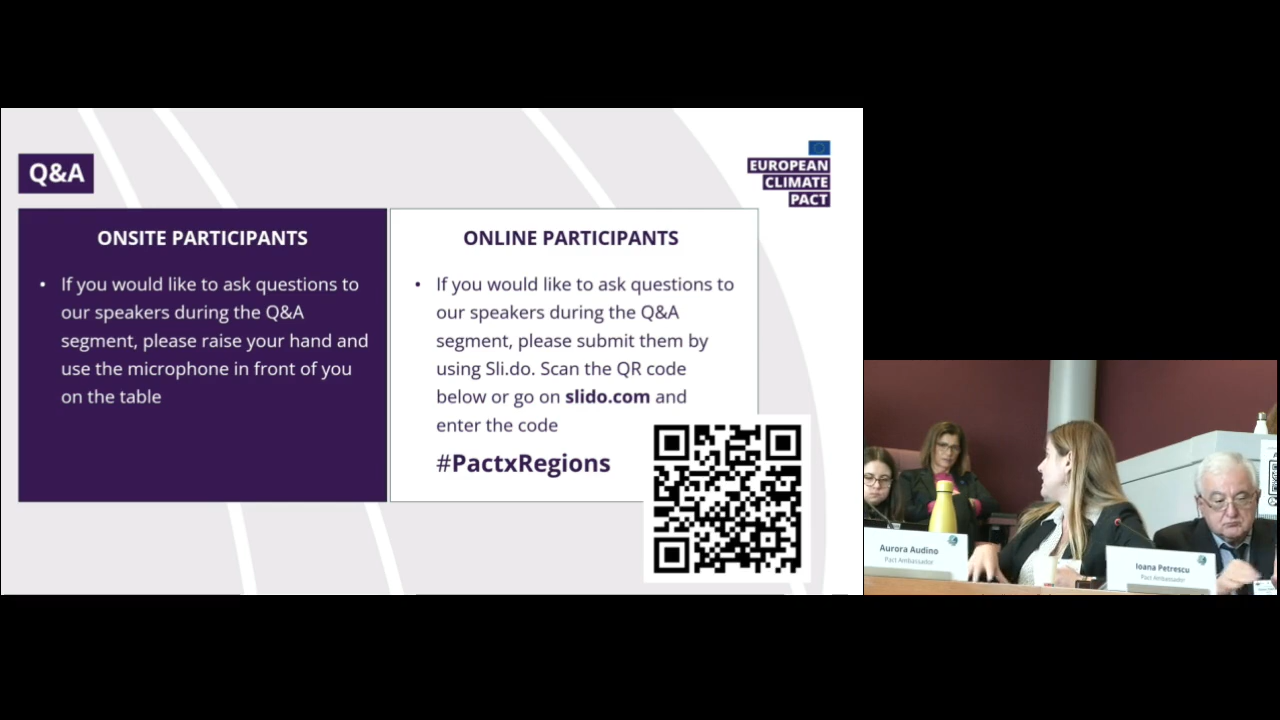 Q&A
EUROPEAN
CLIMATE
PACT
ONSITE PARTICIPANTS
• If you would like to ask questions to
our speakers during the Q&A
segment, please raise your hand and
use the microphone in front of you
on the table
ONLINE PARTICIPANTS
• If you would like to ask questions to
our speakers during the Q&A
segment, please submit them by
using Sli.do. Scan the QR code
below or go on slido.com and
enter the code
#PactxRegions
Aurora Audino
Pact Ambassador
Ioana Petrescu
Pact Ambassador